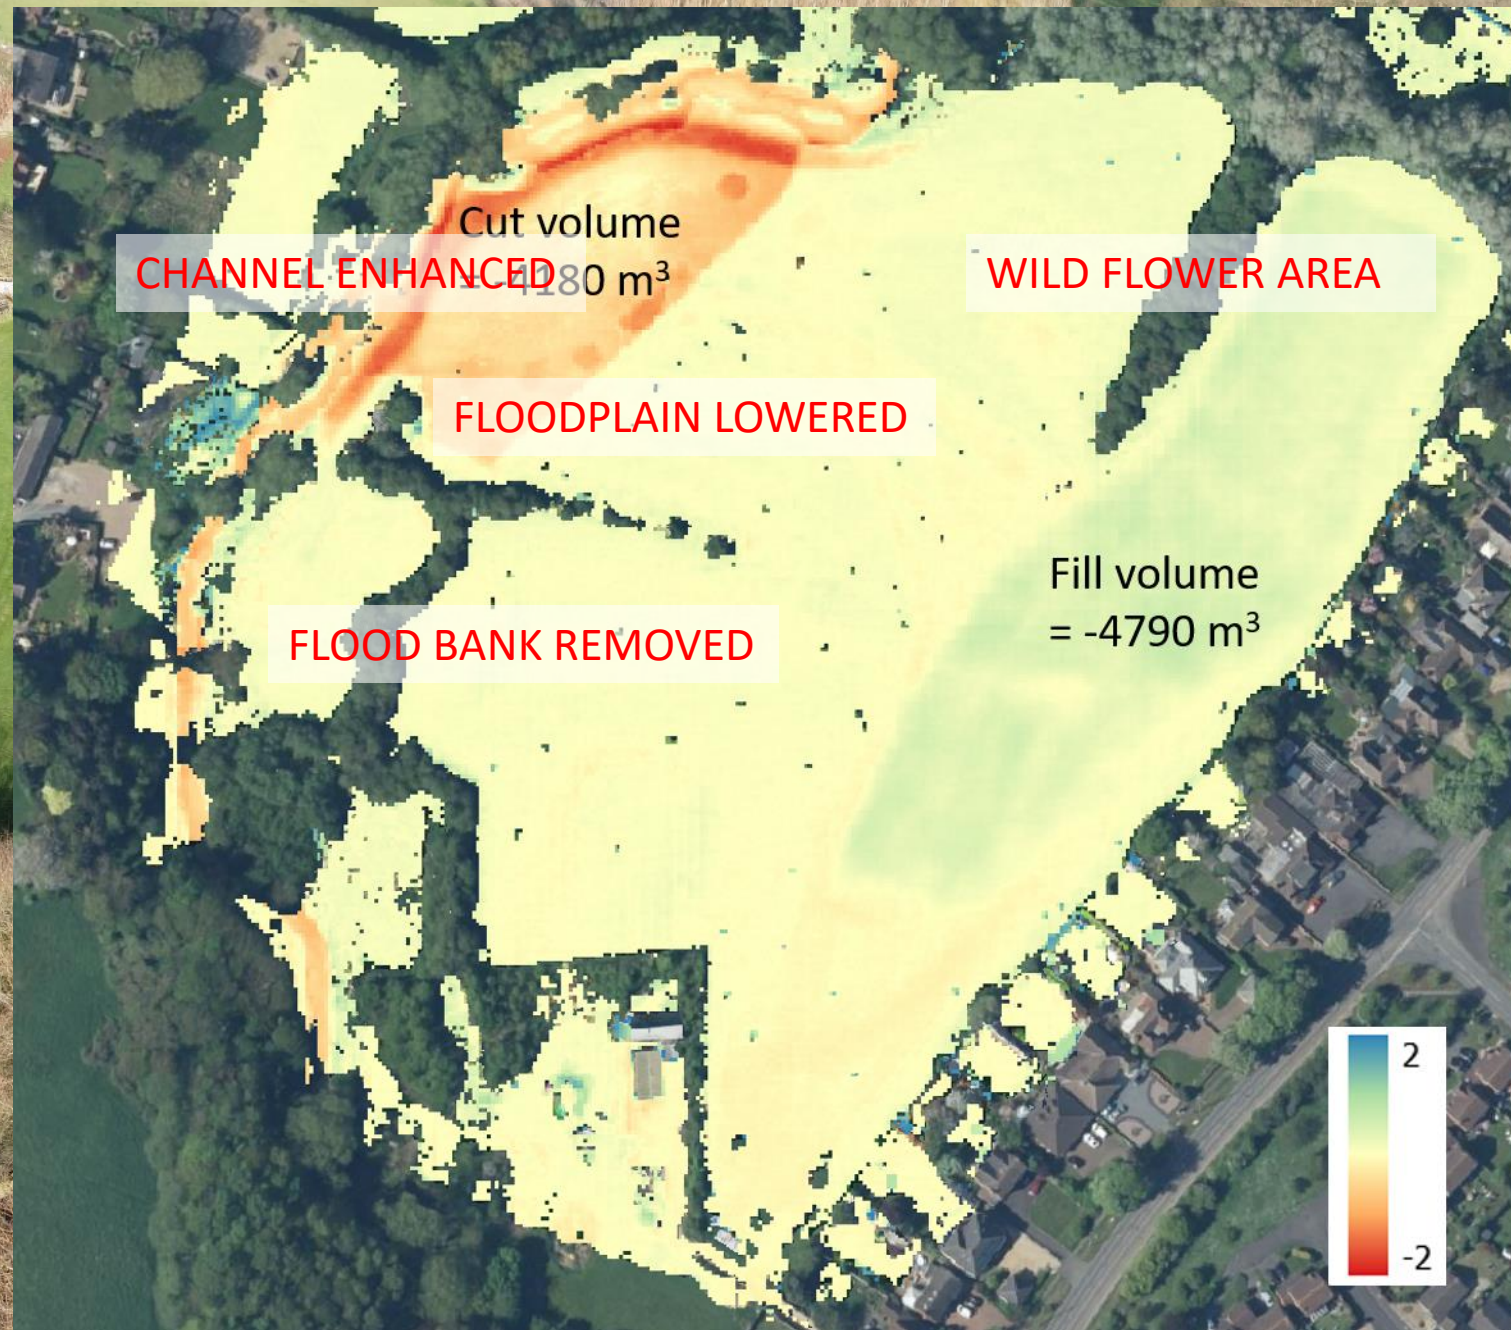 Cut volume
= -4180 m³
CHANNEL ENHANCED
WILD FLOWER AREA
FLOODPLAIN LOWERED
Fill volume
= -4790 m³
FLOOD BANK REMOVED
2
-2